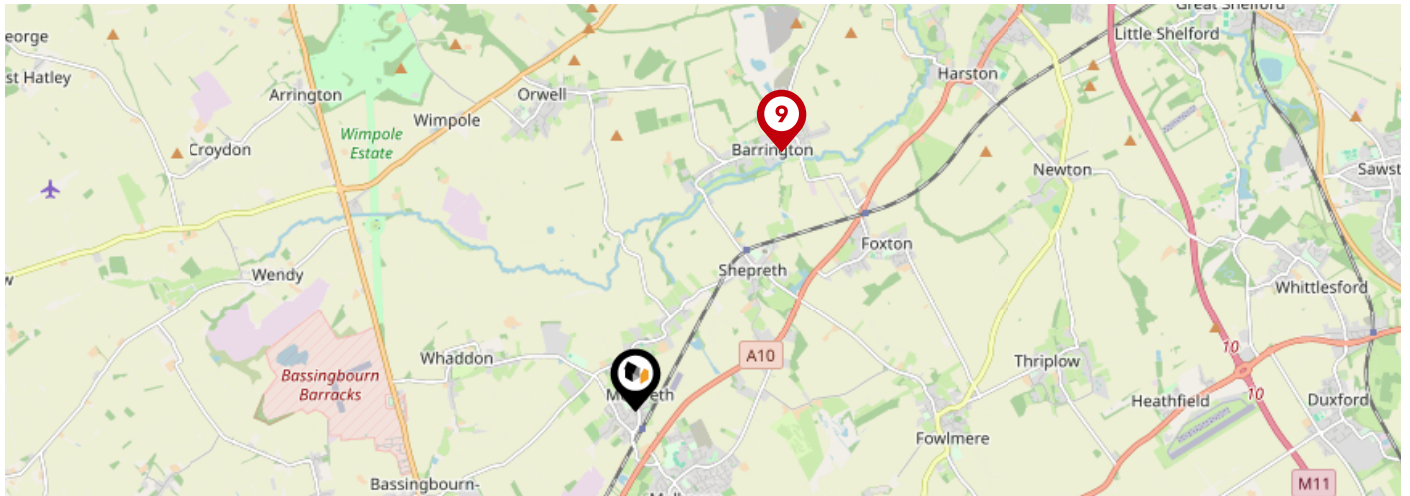 Great Shelford
eorge
Little Shelford
st Hatley
Harston
Arrington
Orwell
9
Wimpole
Wimpole
Estate
Croydon
Barrington
Newton
Sawst
Foxton
Shepreth
Wendy
Whittlesford
w
10
A10
Whaddon
Thriplow
Bassingbourn
Barracks
10
Heathfield
Duxford
Fowlmere
Bassingbourn-
M11